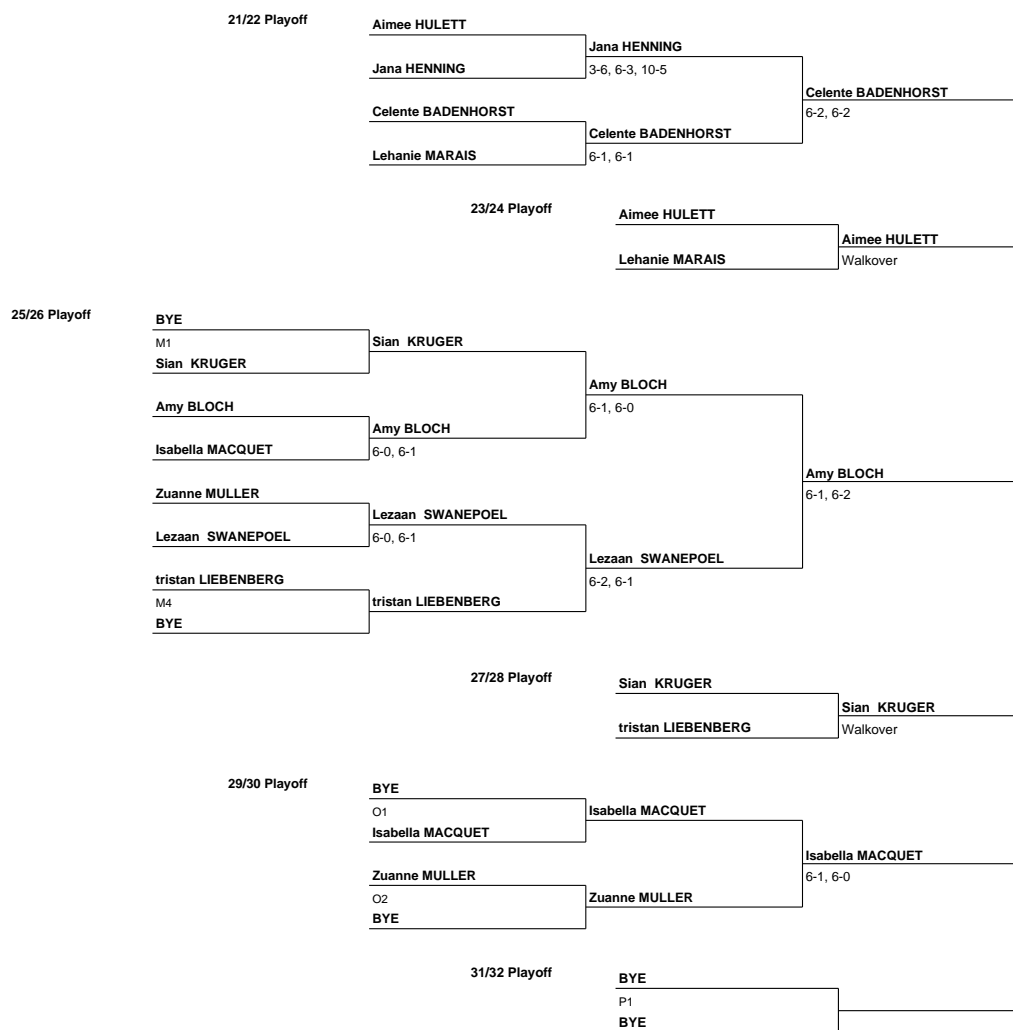 21/22 Playoff
Aimee HULETT
Jana HENNING
Jana HENNING
3-6, 6-3, 10-5
Celente BADENHORST
6-2, 6-2
Celente BADENHORST
Celente BADENHORST
Lehanie MARAIS
6-1, 6-1
23/24 Playoff
Aimee HULETT
Aimee HULETT
Lehanie MARAIS
Walkover
25/26 Playoff
BYE
M1
Sian KRUGER
Sian KRUGER
Amy BLOCH
6-1, 6-0
Amy BLOCH
Amy BLOCH
Isabella MACQUET
6-0, 6-1
Amy BLOCH
6-1, 6-2
Zuanne MULLER
Lezaan SWANEPOEL
Lezaan SWANEPOEL
6-0, 6-1
Lezaan SWANEPOEL
6-2, 6-1
tristan LIEBENBERG
M4
tristan LIEBENBERG
BYE
27/28 Playoff
Sian KRUGER
Sian KRUGER
tristan LIEBENBERG
Walkover
29/30 Playoff
BYE
O1
Isabella MACQUET
Isabella MACQUET
Isabella MACQUET
6-1, 6-0
Zuanne MULLER
O2
Zuanne MULLER
BYE
31/32 Playoff
BYE
P1
BYE